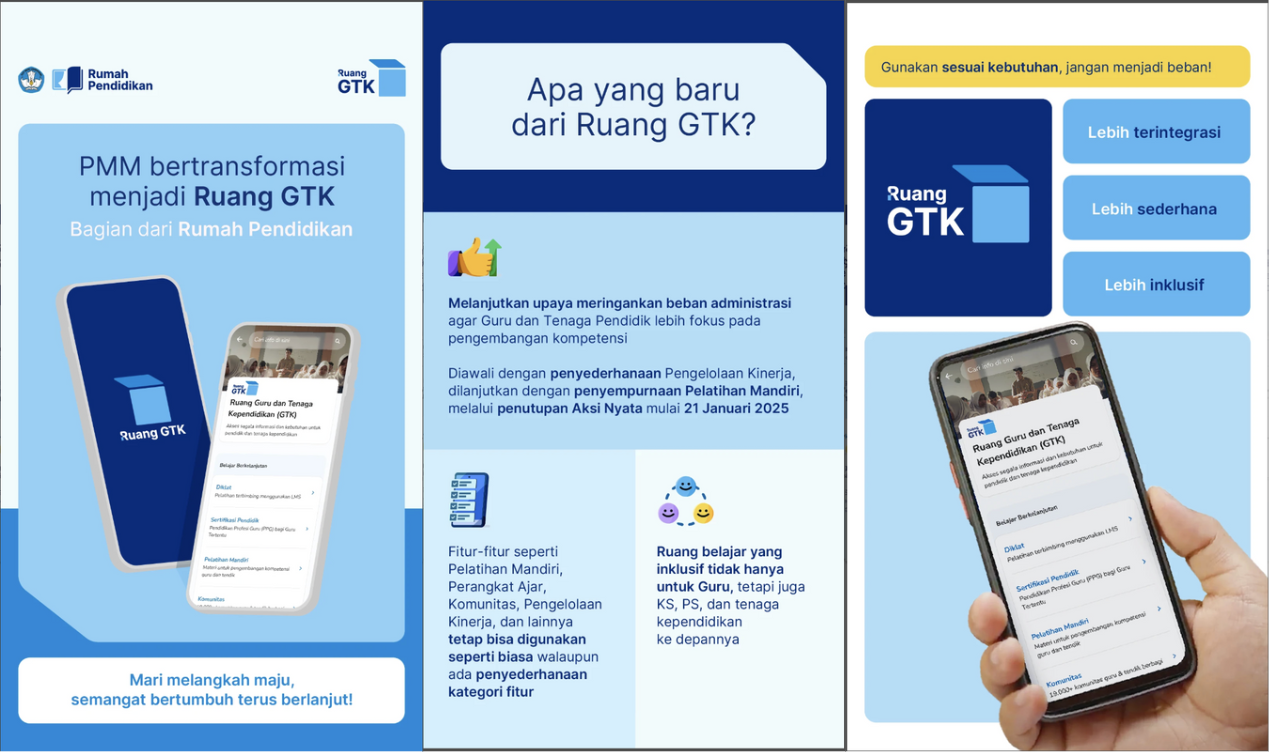 Rumah
Pendidikan
Ruang
GTK
PMM bertransformasi
menjadi Ruang GTK
Bagian dari Rumah Pendidikan
Ruang GTK
Cari info di sini
Ruang
GTK
Ruang Guru dan Tenaga
Kependidikan (GTK)
Akses segala informasi dan kebutuhan untuk
pendidik dan tenaga kependidikan
Belajar Berkelanjutan
Diklat
Pelatihan terbimbing menggunakan LMS
Sertifikasi Pendidik
Pendidikan Profesi Guru (PPG) bagi Guru
Tertentu
Pelatihan Mandiri
Materi untuk pengembangan kompetensi
guru dan tendik
Komunitas
Mari melangkah maju,
semangat bertumbuh terus berlanjut!
Apa yang baru
dari Ruang GTK?
Melanjutkan upaya meringankan beban administrasi
agar Guru dan Tenaga Pendidik lebih fokus pada
pengembangan kompetensi
Diawali dengan penyederhanaan Pengelolaan Kinerja,
dilanjutkan dengan penyempurnaan Pelatihan Mandiri,
melalui penutupan Aksi Nyata mulai 21 Januari 2025
Fitur-fitur seperti
Pelatihan Mandiri,
Perangkat Ajar,
Komunitas, Pengelolaan
Kinerja, dan lainnya
tetap bisa digunakan
seperti biasa walaupun
ada penyederhanaan
kategori fitur
Ruang belajar yang
inklusif tidak hanya
untuk Guru, tetapi juga
KS, PS, dan tenaga
kependidikan
ke depannya
Gunakan sesuai kebutuhan, jangan menjadi beban!
Ruang
GTK
Lebih terintegrasi
Lebih sederhana
Lebih inklusif
Cari info di sini
Ruang
GTK
Ruang Guru dan Tenaga
Kependidikan (GTK)
Akses segala informasi dan kebutuhan untuk
pendidik dan tenaga kependidikan
Belajar Berkelanjutan
Diklat
Pelatihan terbimbing menggunakan LMS
Sertifikasi Pendidik
Pendidikan Profesi Guru (PPG) bagi Guru
Tertentu
Pelatihan Mandiri
Materi untuk pengembangan kompetensi
guru dan tendik
Komunitas
19.000+ komunitas guru & tendik berbagi